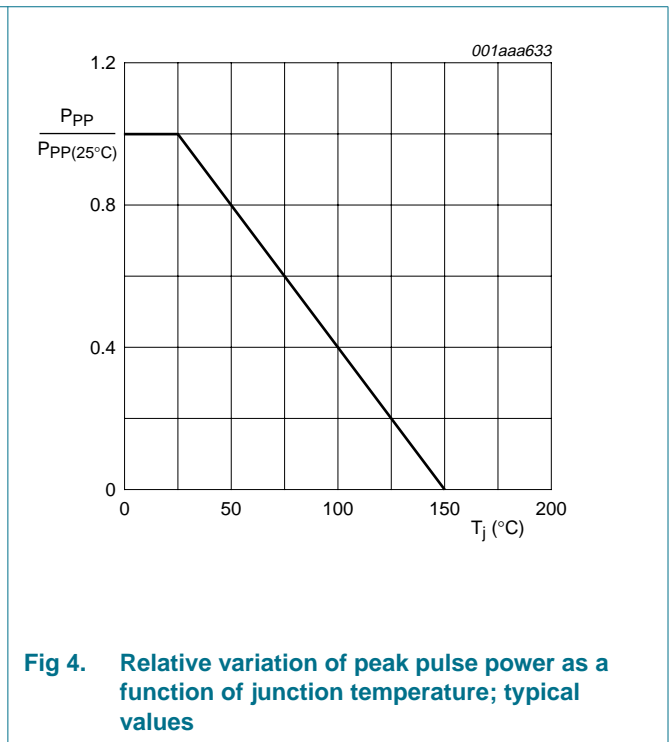 001aaa633
1.2
PPP
PPP(25°C)
0.8
0.4
0
0 50 100 150 200
Tj (°C)
Fig 4. Relative variation of peak pulse power as a
function of junction temperature; typical
values